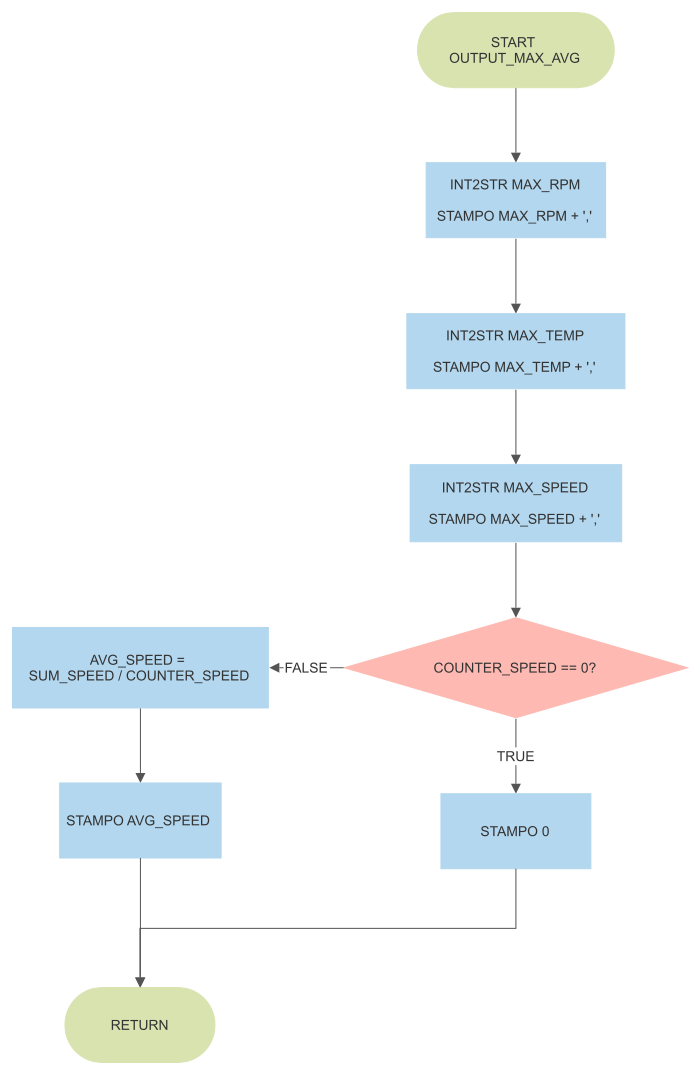 START
OUTPUT_MAX_AVG
INT2STR MAX_RPM
STAMPO MAX_RPM + ','
INT2STR MAX_TEMP
STAMPO MAX_TEMP + ','
INT2STR MAX_SPEED
STAMPO MAX_SPEED + ','
COUNTER_SPEED == 0?
FALSE
AVG_SPEED =
SUM_SPEED / COUNTER_SPEED
TRUE
STAMPO AVG_SPEED
STAMPO 0
RETURN